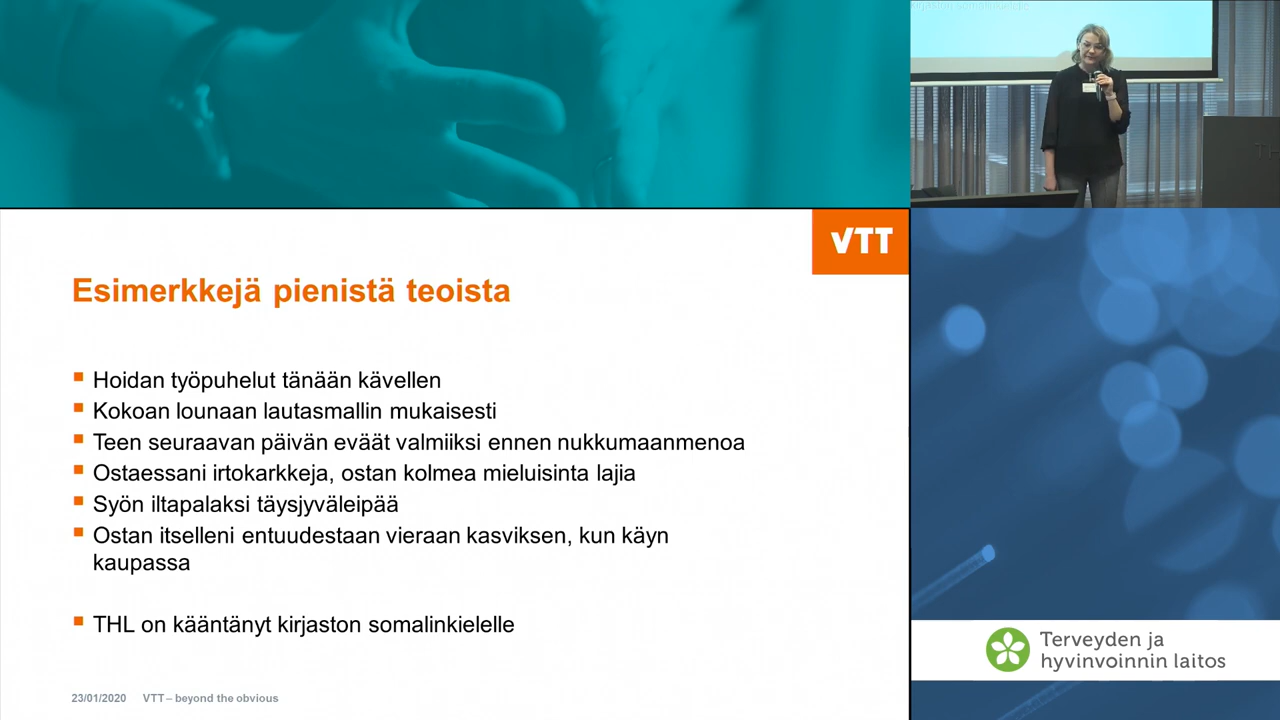 VTT
Esimerkkejä pienistä teoista
Hoidan työpuhelut tänään kävellen
Kokoan lounaan lautasmallin mukaisesti
Teen seuraavan päivän eväät valmiiksi ennen nukkumaanmenoa
Ostaessani irtokarkkeja, ostan kolmea mieluisinta lajia
Syön iltapalaksi täysjyväleipää
Ostan itselleni entuudestaan vieraan kasviksen, kun käyn
kaupassa
THL on kääntänyt kirjaston somalinkielelle
23/01/2020 VTT – beyond the obvious
Terveyden ja
hyvinvoinnin laitos